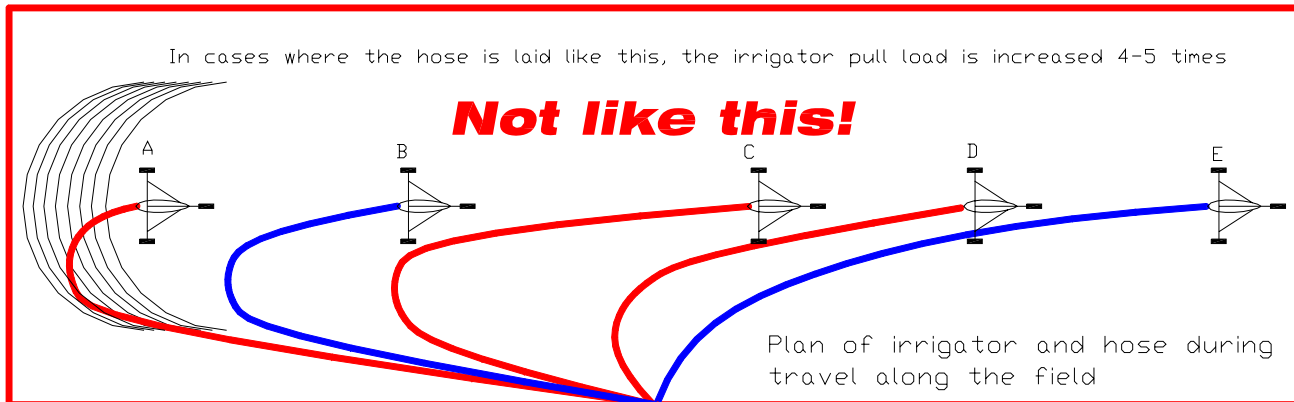 In cases where the hose is laid like this, the irrigator pull load is increased 4-5 times
Not like this!
A B C D E
Plan of irrigator and hose during
travel along the field